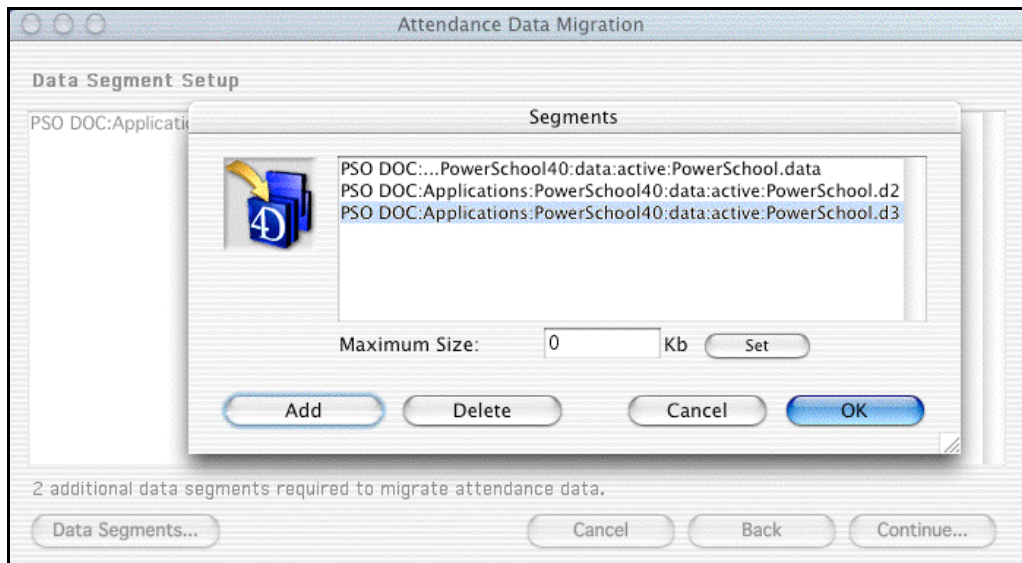 Attendance Data Migration
Data Segment Setup
PSO DOC:Applicati
Segments
4D
PSO DOC:...PowerSchool40:data:active:PowerSchool.data
PSO DOC:Applications:PowerSchool40:data:active:PowerSchool.d2
PSO DOC:Applications:PowerSchool40:data:active:PowerSchool.d3
Maximum Size: 0 Kb Set
Add Delete Cancel OK
2 additional data segments required to migrate attendance data.
Data Segments... Cancel Back Continue...